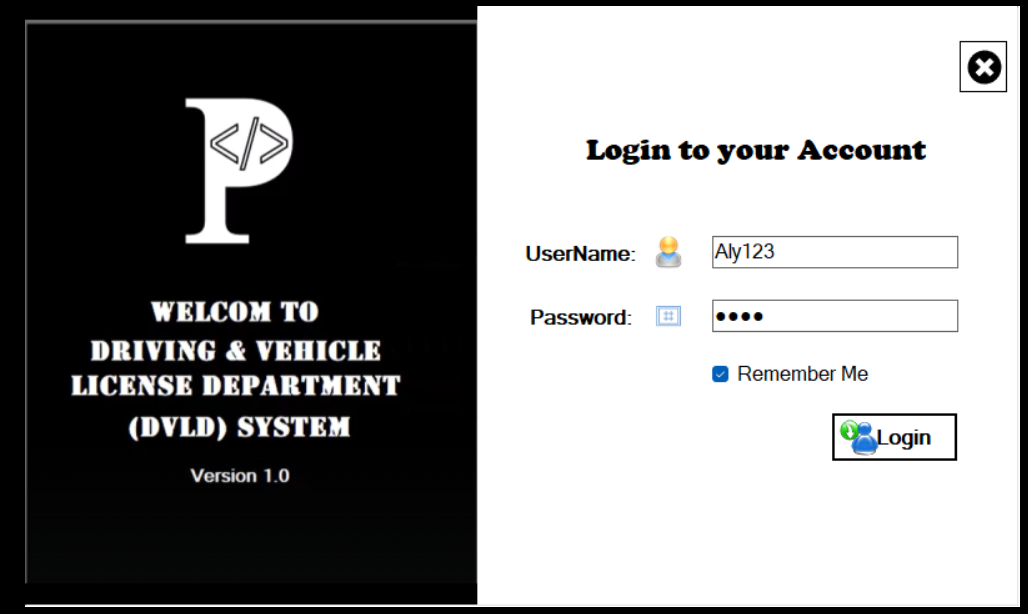 P
</>
WELCOM TO
DRIVING & VEHICLE
LICENSE DEPARTMENT
(DVLD) SYSTEM
Version 1.0
Login to your Account
UserName: Aly123
Password: ●●●●
Remember Me
Login